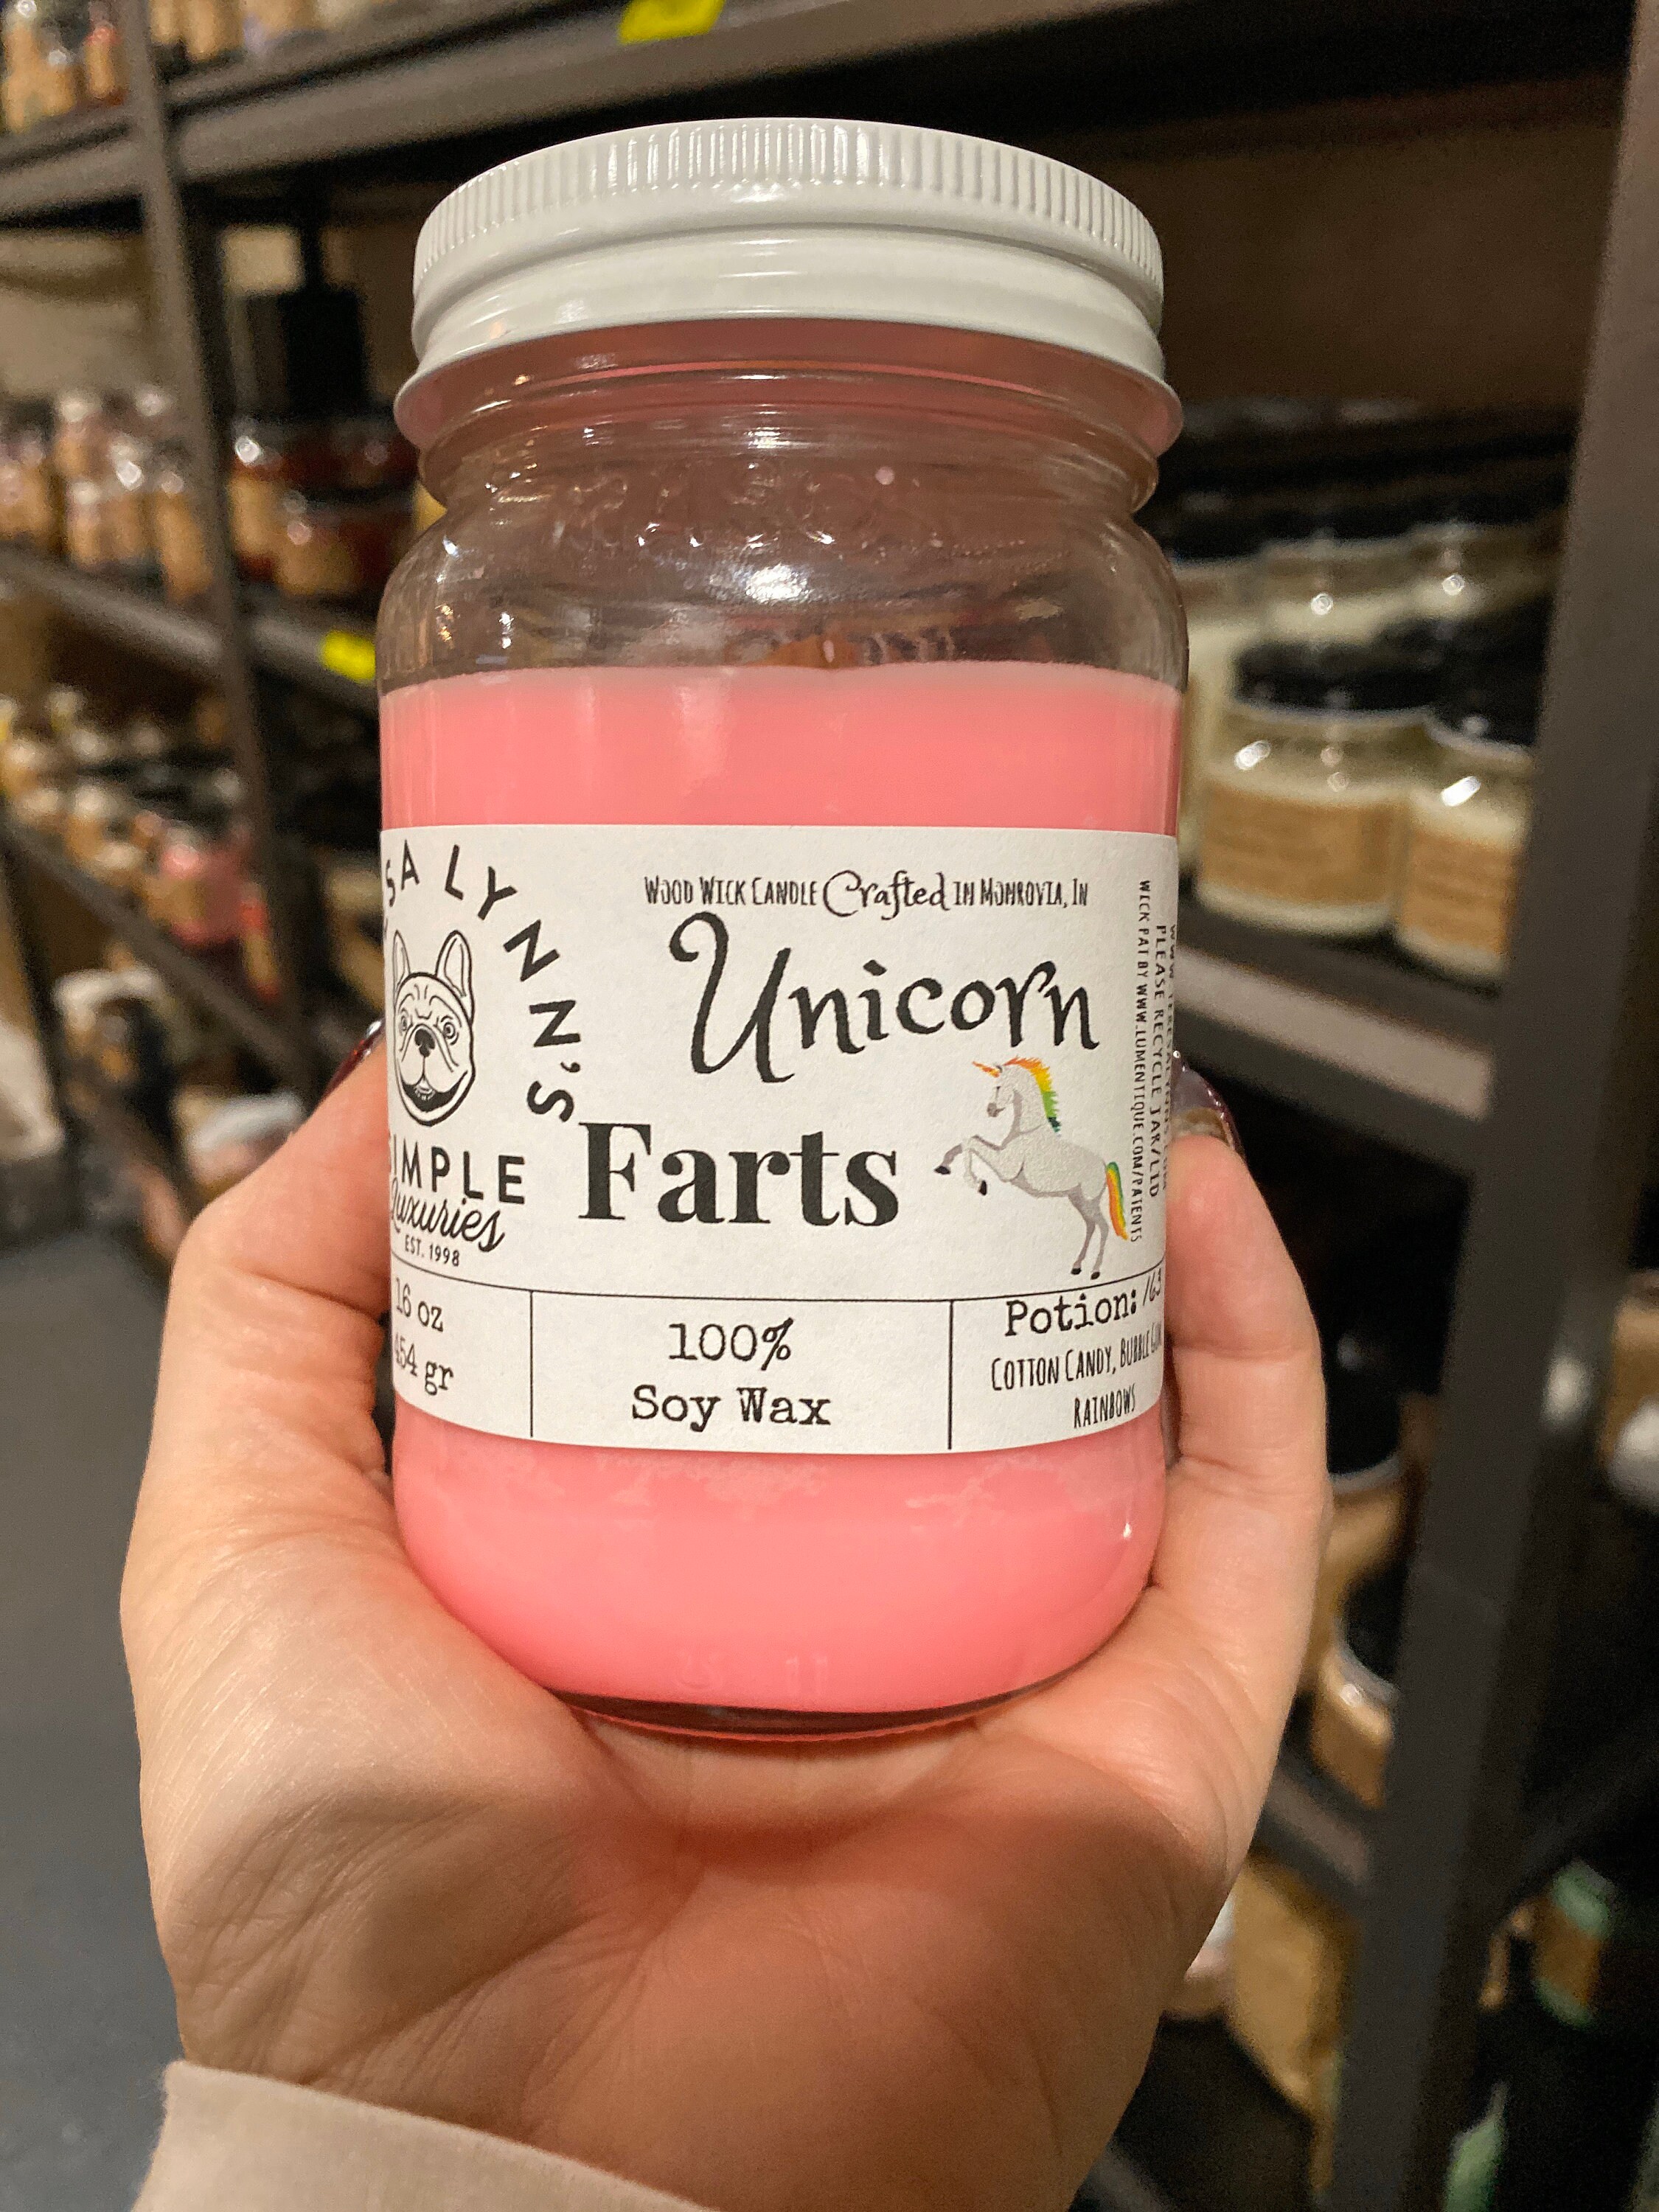 SA LYNN'S
SIMPLE
Luxuries
EST. 1998
WOOD WICK CANDLE Crafted IN MONROVIA, IN
Unicorn
Farts
WICK PAT BY WWW.LUMENTIQUE.COM/PATENTS
PLEASE RECYCLE JAR/LID
16 oz
454 gr
100%
Soy Wax
Potion:
COTTON CANDY, BUBBLE
RAINBOWS